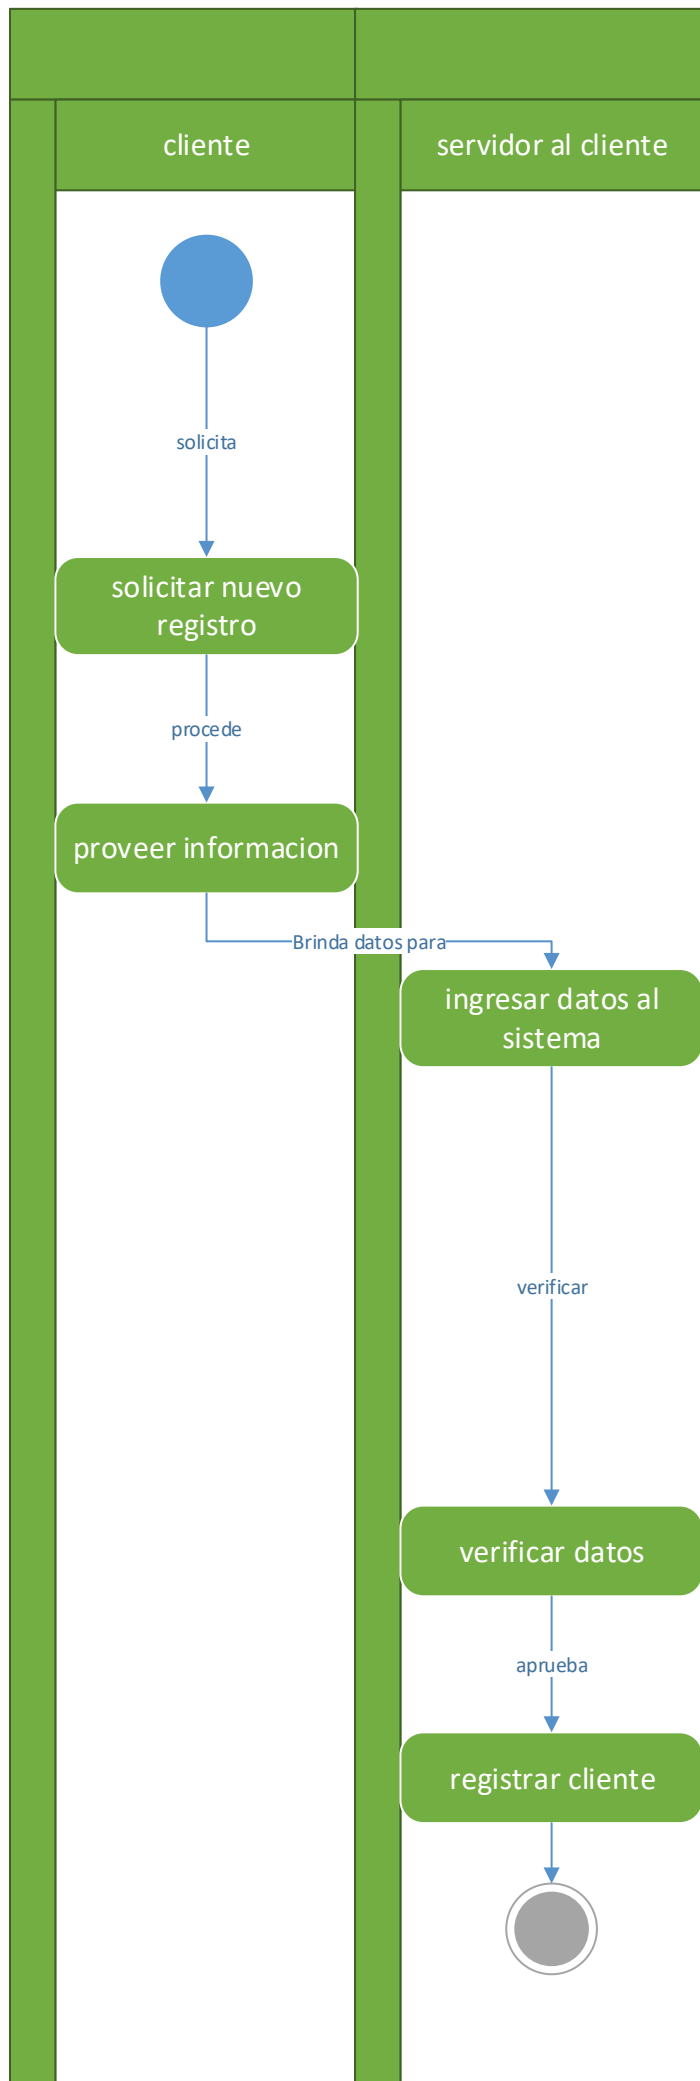 cliente
servidor al cliente
solicita
solicitar nuevo
registro
procede
proveer informacion
Brinda datos para
ingresar datos al
sistema
verificar
verificar datos
aprueba
registrar cliente